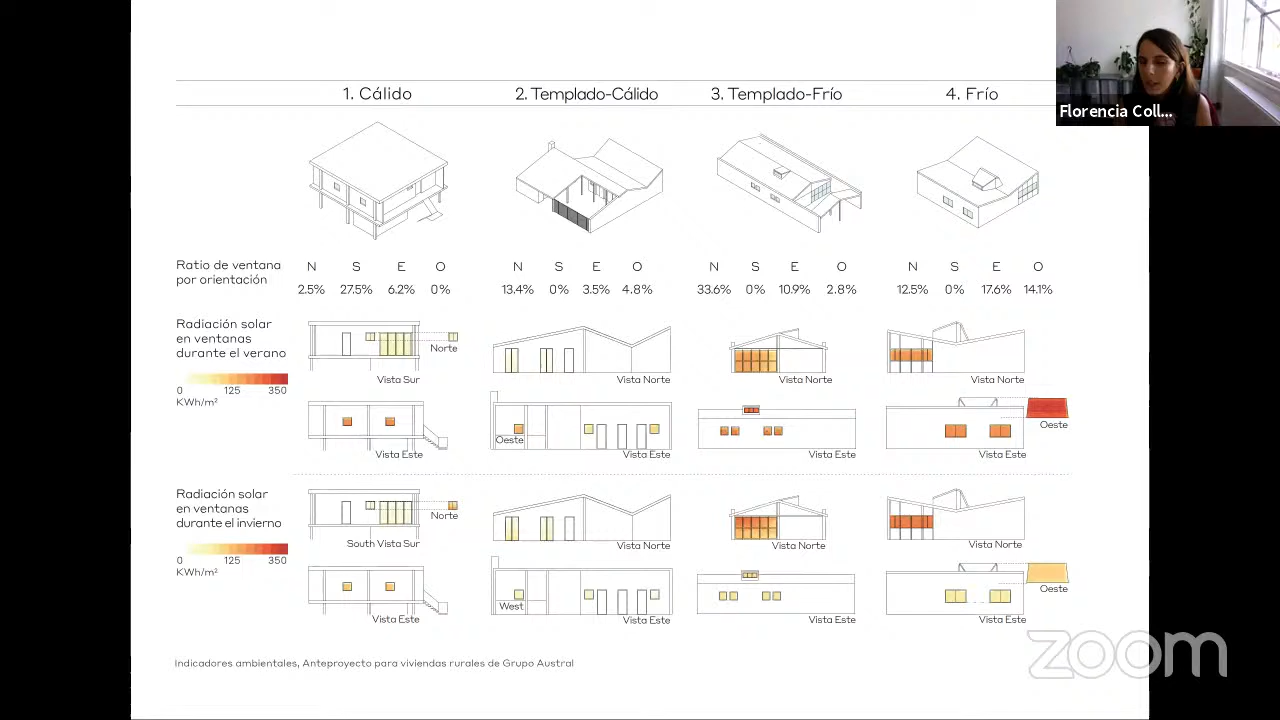 1. Cálido
2. Templado-Cálido
3. Templado-Frío
4. Frío
Florencia Coll...
Ratio de ventana
por orientación
N S E O
2.5% 27.5% 6.2% 0%
N S E O
13.4% 0% 3.5% 4.8%
N S E O
33.6% 0% 10.9% 2.8%
N S E O
12.5% 0% 17.6% 14.1%
Radiación solar
en ventanas
durante el verano
0 125 350
KWh/m²
Norte
Vista Sur
Vista Norte
Vista Norte
Vista Norte
Vista Este
Oeste
Vista Este
Vista Este
Oeste
Vista Este
Radiación solar
en ventanas
durante el invierno
0 125 350
KWh/m²
Norte
South Vista Sur
Vista Norte
Vista Norte
Vista Norte
Vista Este
West
Vista Este
Vista Este
Oeste
Vista Este
Indicadores ambientales, Anteproyecto para viviendas rurales de Grupo Austral
zoom